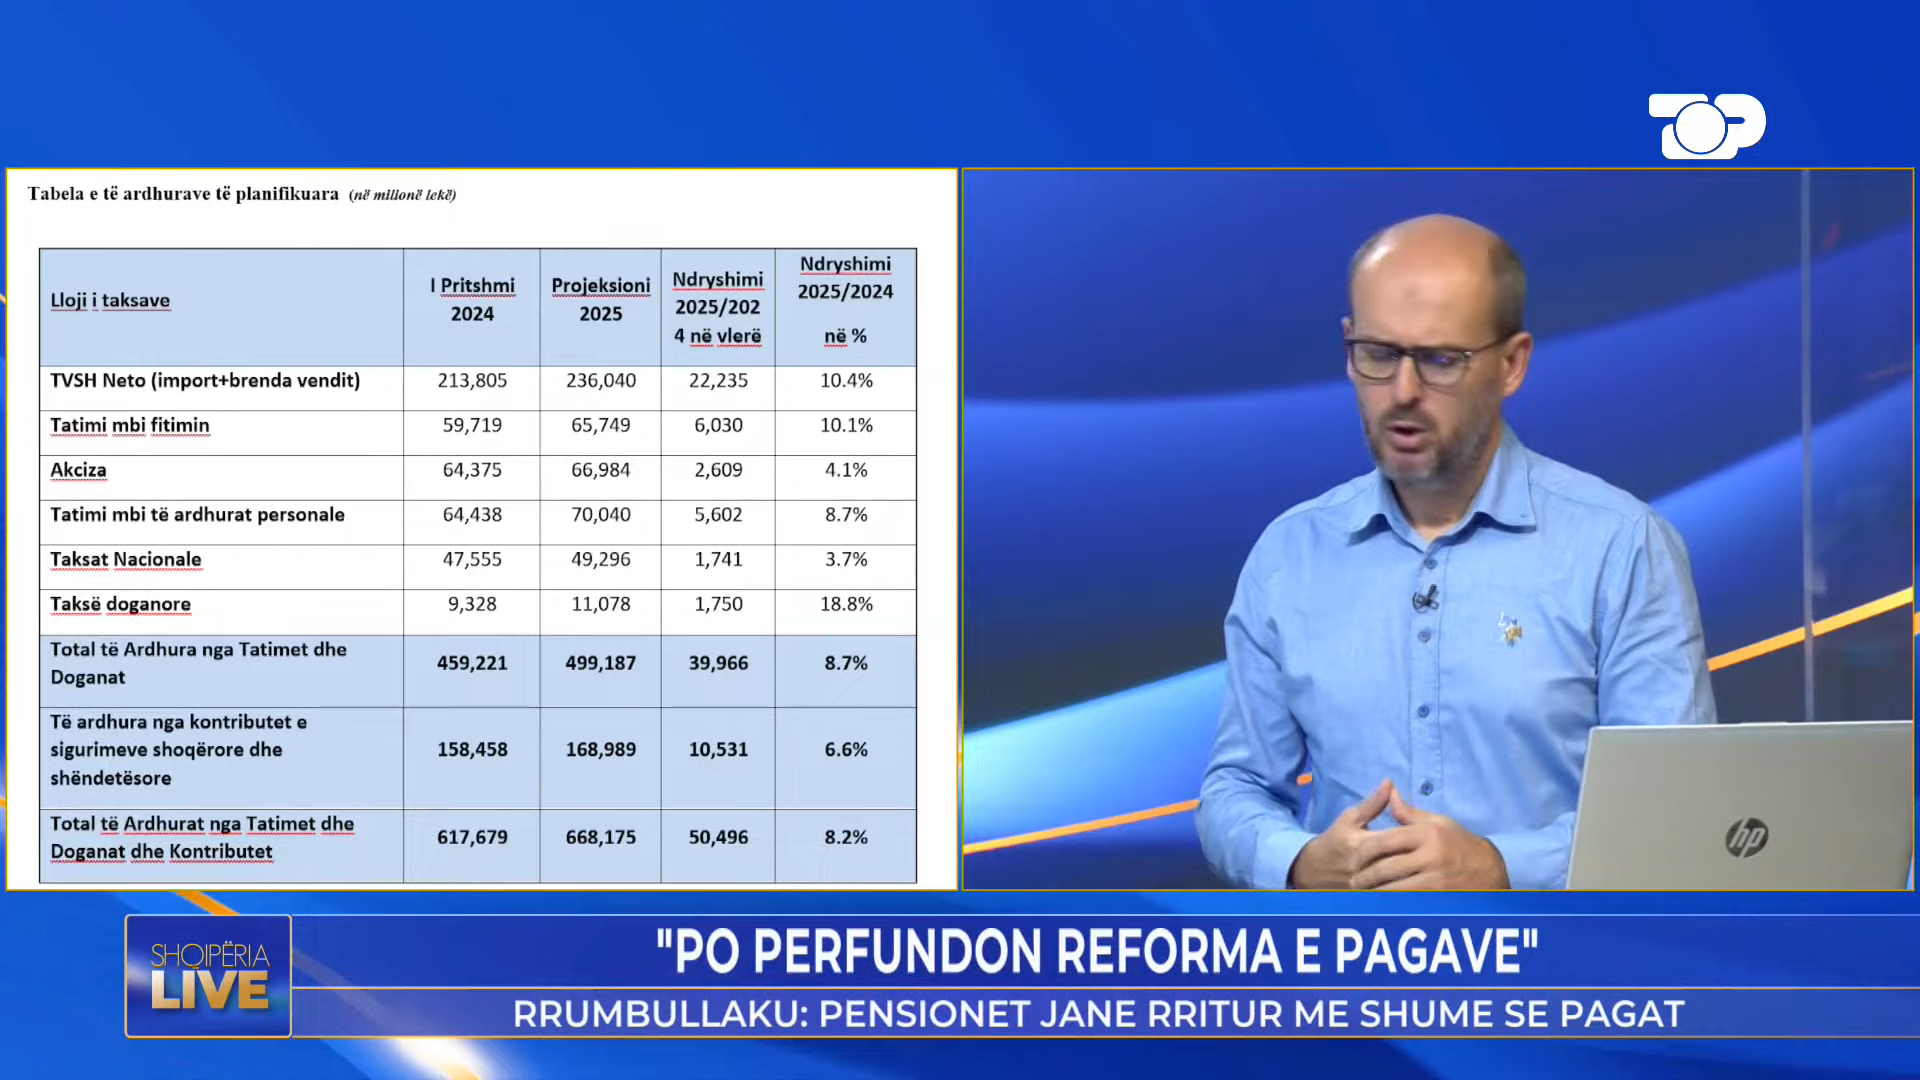 TOP
Tabela e të ardhurave të planifikuara (në milionë lekë)
Lloji i taksave
I Pritshmi
2024
Projeksioni
2025
Ndryshimi
2025/202
4 në vlerë
Ndryshimi
2025/2024
në %
TVSH Neto (import+brenda vendit) 213,805 236,040 22,235 10.4%
Tatimi mbi fitimin 59,719 65,749 6,030 10.1%
Akciza 64,375 66,984 2,609 4.1%
Tatimi mbi të ardhurat personale 64,438 70,040 5,602 8.7%
Taksat Nacionale 47,555 49,296 1,741 3.7%
Taksë doganore 9,328 11,078 1,750 18.8%
Total të Ardhura nga Tatimet dhe
Doganat
459,221 499,187 39,966 8.7%
Të ardhura nga kontributet e
sigurimeve shoqërore dhe
shëndetësore
158,458 168,989 10,531 6.6%
Total të Ardhurat nga Tatimet dhe
Doganat dhe Kontributet
617,679 668,175 50,496 8.2%
hp
SHQIPËRIA
LIVE
"PO PERFUNDON REFORMA E PAGAVE"
RRUMBULLAKU: PENSIONET JANE RRITUR ME SHUME SE PAGAT